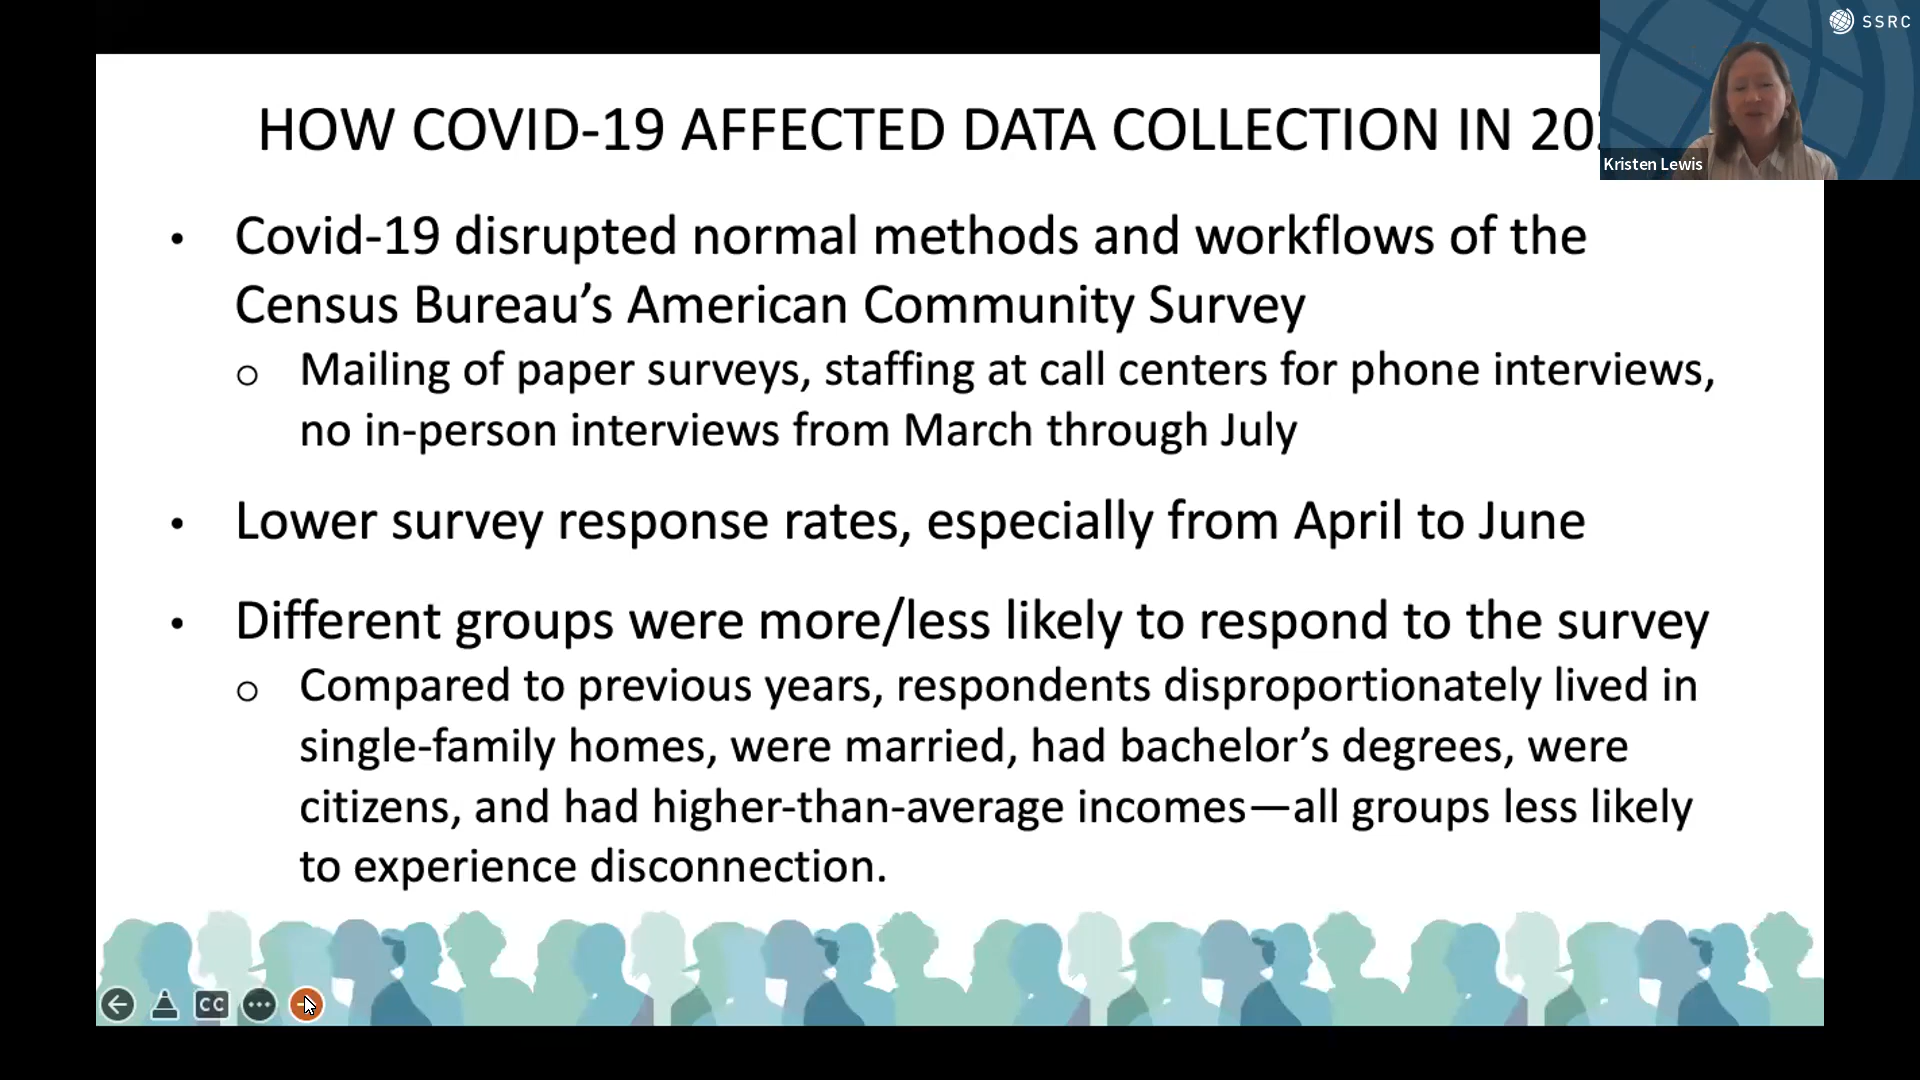 SSRC
HOW COVID-19 AFFECTED DATA COLLECTION IN
Kristen Lewis
• Covid-19 disrupted normal methods and workflows of the
Census Bureau’s American Community Survey
o Mailing of paper surveys, staffing at call centers for phone interviews,
no in-person interviews from March through July
• Lower survey response rates, especially from April to June
• Different groups were more/less likely to respond to the survey
o Compared to previous years, respondents disproportionately lived in
single-family homes, were married, had bachelor’s degrees, were
citizens, and had higher-than-average incomes—all groups less likely
to experience disconnection.
CC